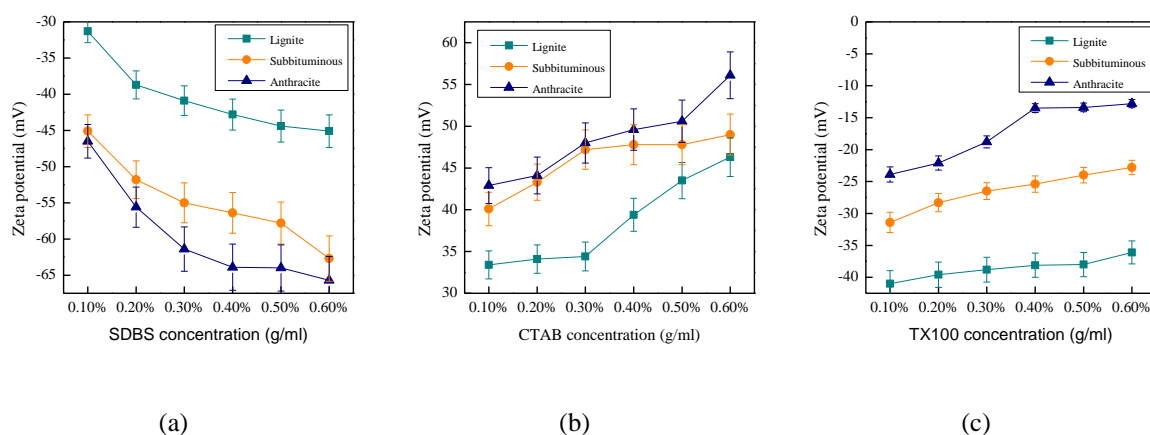 -30
-35
-40
-45
-50
-55
-60
-65
Zeta potential (mV)
Lignite
Subbituminous
Anthracite
0.10% 0.20% 0.30% 0.40% 0.50% 0.60%
SDBS concentration (g/ml)
(a)
60
55
50
45
40
35
30
25
Zeta potential (mV)
Lignite
Subbituminous
Anthracite
0.10% 0.20% 0.30% 0.40% 0.50% 0.60%
CTAB concentration (g/ml)
(b)
0
-5
-10
-15
-20
-25
-30
-35
-40
Zeta potential (mV)
Lignite
Subbituminous
Anthracite
0.10% 0.20% 0.30% 0.40% 0.50% 0.60%
TX100 concentration (g/ml)
(c)